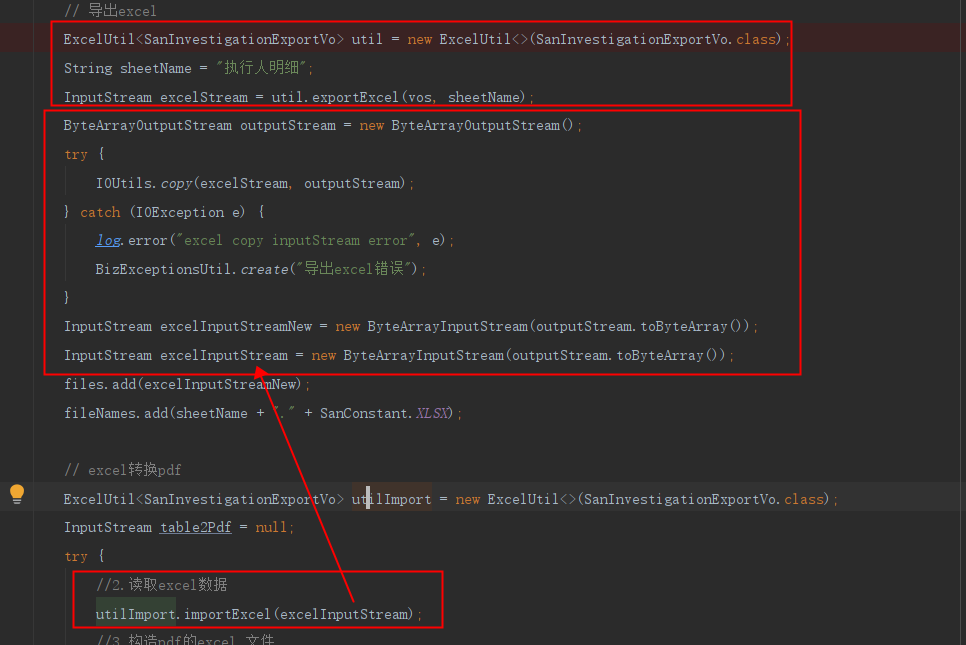 // 导出excel
ExcelUtil<SanInvestigationExportVo> util = new ExcelUtil<>(SanInvestigationExportVo.class);
String sheetName = "执行人明细";
InputStream excelStream = util.exportExcel(vos, sheetName);
ByteArrayOutputStream outputStream = new ByteArrayOutputStream();
try {
IOUtils.copy(excelStream, outputStream);
} catch (IOException e) {
log.error("excel copy inputStream error", e);
BizExceptionsUtil.create("导出excel错误");
}
InputStream excelInputStreamNew = new ByteArrayInputStream(outputStream.toByteArray());
InputStream excelInputStream = new ByteArrayInputStream(outputStream.toByteArray());
files.add(excelInputStreamNew);
fileNames.add(sheetName + "." + SanConstant.XLSX);
// excel转换pdf
ExcelUtil<SanInvestigationExportVo> utilImport = new ExcelUtil<>(SanInvestigationExportVo.class);
InputStream table2Pdf = null;
try {
//2.读取excel数据
utilImport.importExcel(excelInputStream);
//3.构造pdf的excel 文件